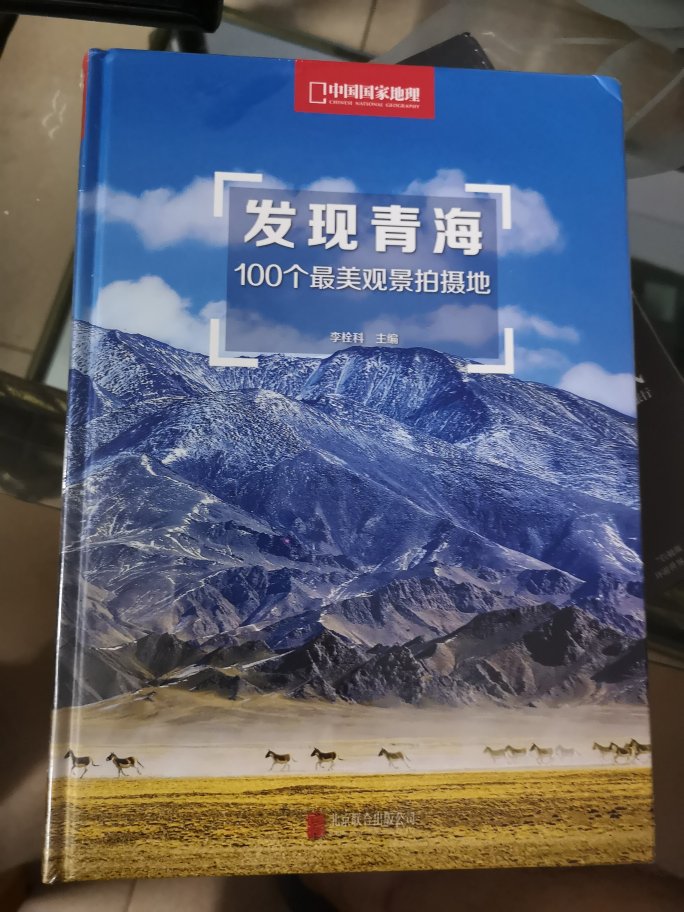 中国国家地理
CHINESE NATIONAL GEOGRAPHY
发现青海
100个最美观景拍摄地
李栓科 主编
北京联合出版公司